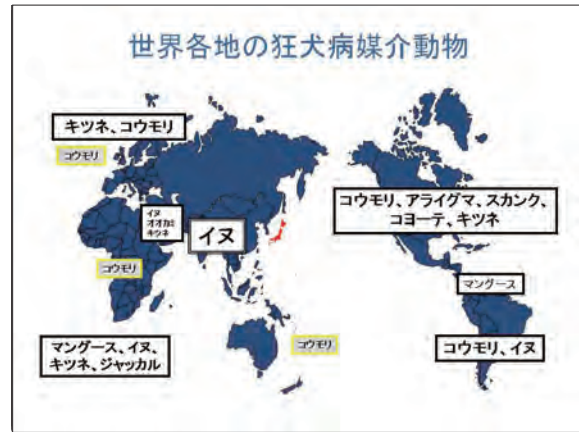 世界各地の狂犬病媒介動物
キツネ、コウモリ
コウモリ
コウモリ、アライグマ、スカンク、
コヨーテ、キツネ
イヌ
オオカミ
キツネ
イヌ
コウモリ
マングース
マングース、イヌ、
キツネ、ジャッカル
コウモリ
コウモリ、イヌ